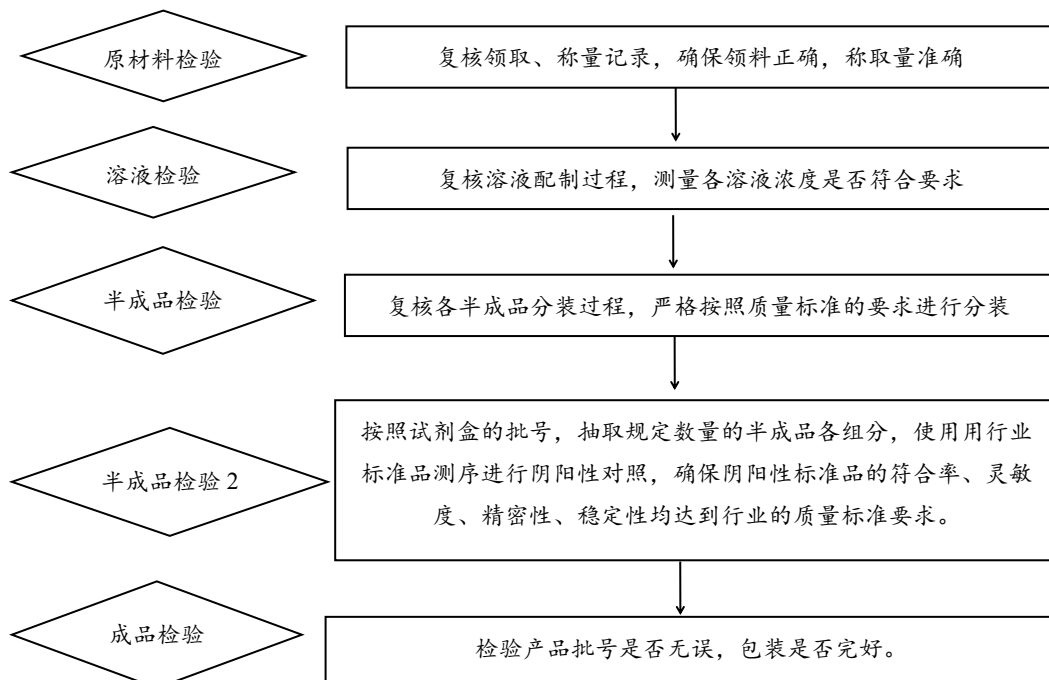 原材料检验
复核领取、称量记录，确保领料正确，称取量准确
溶液检验
复核溶液配制过程，测量各溶液浓度是否符合要求
半成品检验
复核各半成品分装过程，严格按照质量标准的要求进行分装
半成品检验 2
按照试剂盒的批号，抽取规定数量的半成品各组分，使用用行业
标准品测序进行阴阳性对照，确保阴阳性标准品的符合率、灵敏
度、精密性、稳定性均达到行业的质量标准要求。
成品检验
检验产品批号是否无误，包装是否完好。